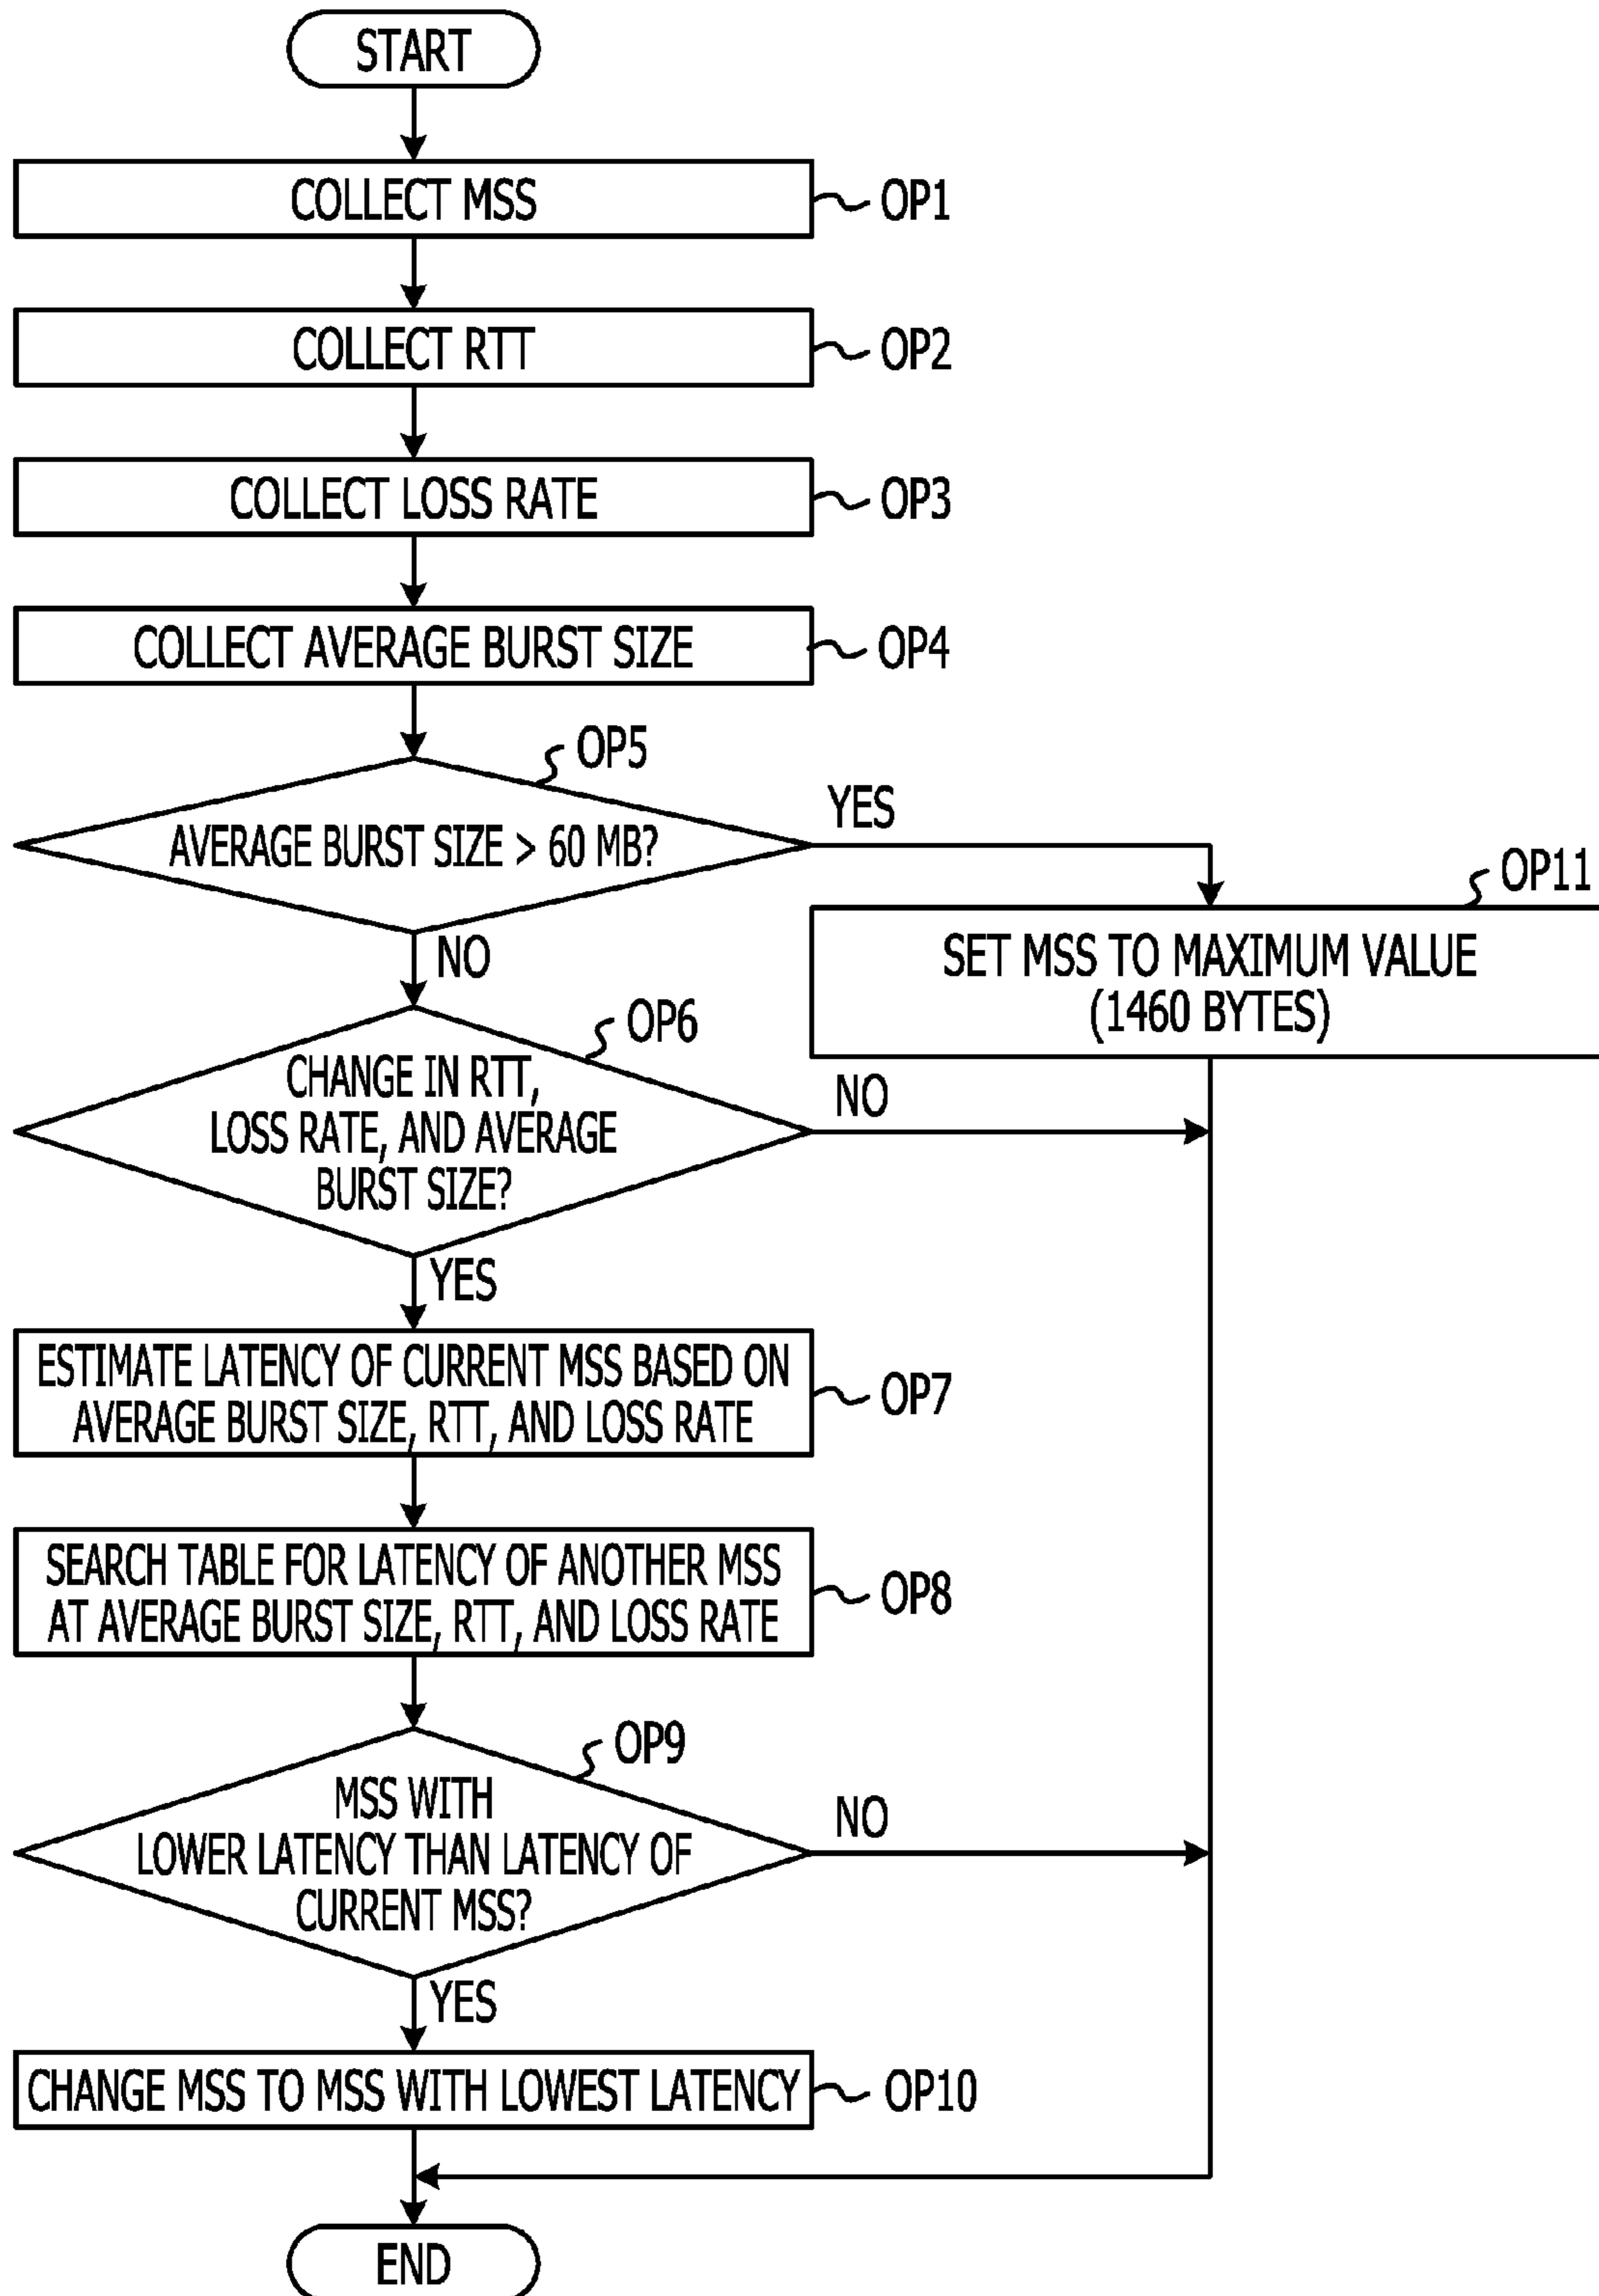 START
COLLECT MSS
OP1
COLLECT RTT
OP2
COLLECT LOSS RATE
OP3
COLLECT AVERAGE BURST SIZE
OP4
OP5
AVERAGE BURST SIZE > 60 MB?
YES
NO
OP11
SET MSS TO MAXIMUM VALUE
(1460 BYTES)
OP6
CHANGE IN RTT,
LOSS RATE, AND AVERAGE
BURST SIZE?
NO
YES
ESTIMATE LATENCY OF CURRENT MSS BASED ON
AVERAGE BURST SIZE, RTT, AND LOSS RATE
OP7
SEARCH TABLE FOR LATENCY OF ANOTHER MSS
AT AVERAGE BURST SIZE, RTT, AND LOSS RATE
OP8
OP9
MSS WITH
LOWER LATENCY THAN LATENCY OF
CURRENT MSS?
NO
YES
CHANGE MSS TO MSS WITH LOWEST LATENCY
OP10
END